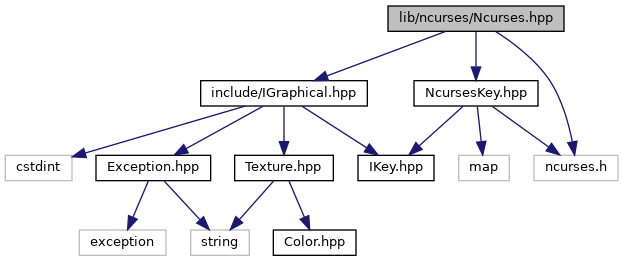 lib/ncurses/Ncurses.hpp
include/IGraphical.hpp
NcursesKey.hpp
cstdint
Exception.hpp
Texture.hpp
IKey.hpp
map
ncurses.h
exception
string
Color.hpp